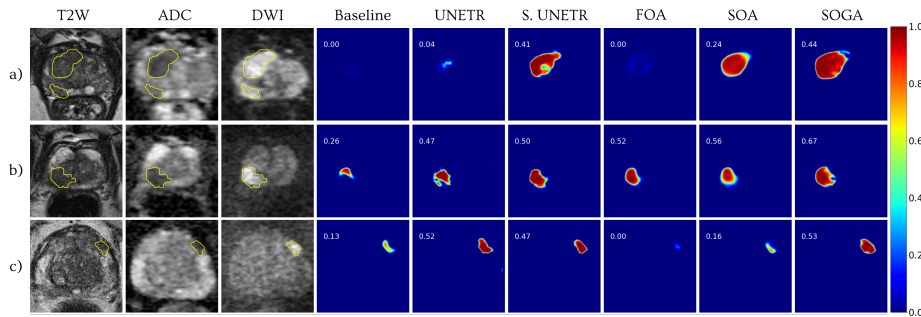 T2W ADC DWI Baseline UNETR S. UNETR FOA SOA SOGA
a) 0.00 0.04 0.41 0.00 0.24 0.44
b) 0.26 0.47 0.50 0.52 0.56 0.67
c) 0.13 0.52 0.47 0.00 0.16 0.53
1.0
0.8
0.6
0.4
0.2
0.0